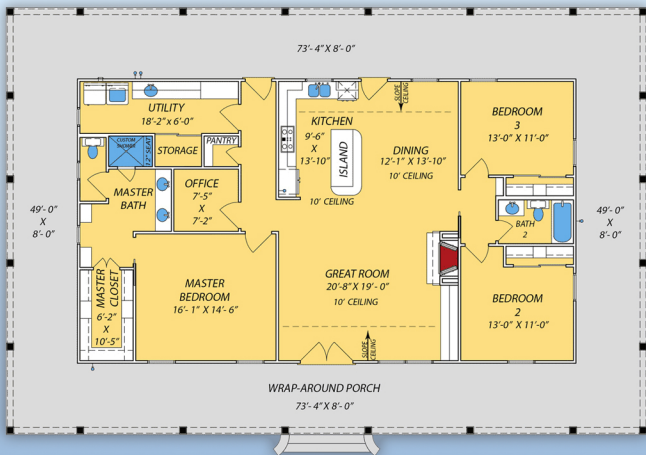 73'- 4" X 8'- 0"
UTILITY
18'-2" x 6'-0"
CUSTOM
SHOWER
12" SEAT
STORAGE
PANTRY
KITCHEN
9'-6"
X
13'-10"
ISLAND
SLOPE
CEILING
DINING
12'-1" X 13'-10"
10' CEILING
10' CEILING
BEDROOM
3
13'-0" X 11'-0"
49'- 0"
X
8'- 0"
MASTER
BATH
OFFICE
7'-5"
X
7'-2"
BATH
2
49'- 0"
X
8'- 0"
MASTER
CLOSET
6'-2"
X
10'-5"
MASTER
BEDROOM
16'- 1" X 14'- 6"
GREAT ROOM
20'-8" X 19'- 0"
10' CEILING
SLOPE
CEILING
BEDROOM
2
13'-0" X 11'-0"
WRAP-AROUND PORCH
73'- 4" X 8'- 0"